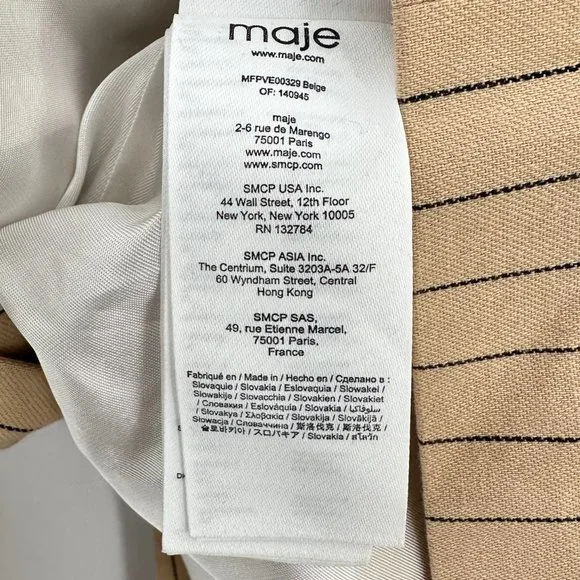 maje
www.maje.com
MFPVE00329 Beige
OF: 140945
maje
2-6 rue de Marengo
75001 Paris
www.maje.com
www.smcp.com
SMCP USA Inc.
44 Wall Street, 12th Floor
New York, New York 10005
RN 132784
SMCP ASIA Inc.
The Centrium, Suite 3203A-5A 32/F
60 Wyndham Street, Central
Hong Kong
SMCP SAS,
49, rue Etienne Marcel,
75001 Paris,
France
Fabriqué en / Made in / Hecho en / Сделано в :
Slovaquie / Slovakia / Eslovaquia / Slowakei /
Slowakije / Slovacchia / Slovakien / Slovakiet
/ Словакия / Eslováquia / Slovakia / سلوفاكيا
/ Slovakya / Σλοβακία / Slovakija / Slovākijā /
Słowacja / Словаччина / 斯洛伐克 / 斯洛伐克 /
슬로바키아 / スロバキア / Slovakia / สโลวัก